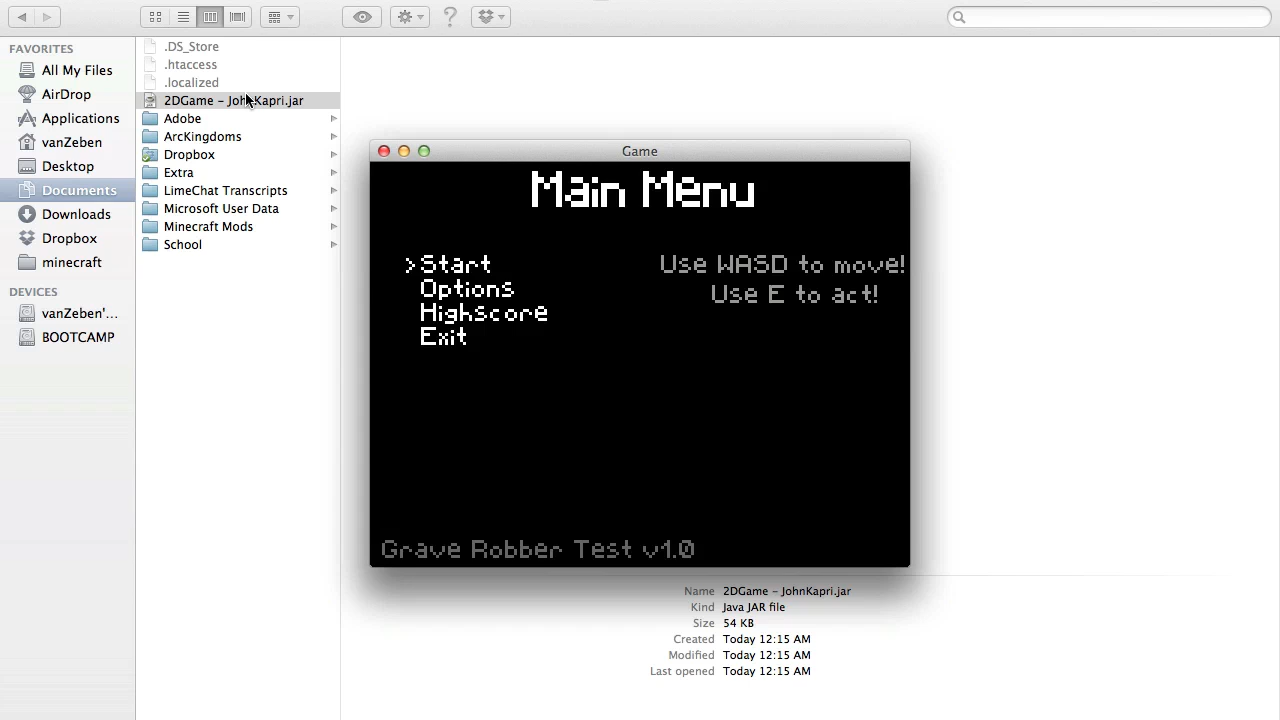 FAVORITES
All My Files
AirDrop
Applications
vanZeben
Desktop
Documents
Downloads
Dropbox
minecraft
DEVICES
vanZeben'...
BOOTCAMP
.DS_Store
.htaccess
.localized
2DGame - JohnKapri.jar
Adobe
ArcKingdoms
Dropbox
Extra
LimeChat Transcripts
Microsoft User Data
Minecraft Mods
School
Game
Main Menu
>Start
Options
Highscore
Exit
Use WASD to move!
Use E to act!
Grave Robber Test v1.0
Name 2DGame - JohnKapri.jar
Kind Java JAR file
Size 54 KB
Created Today 12:15 AM
Modified Today 12:15 AM
Last opened Today 12:15 AM